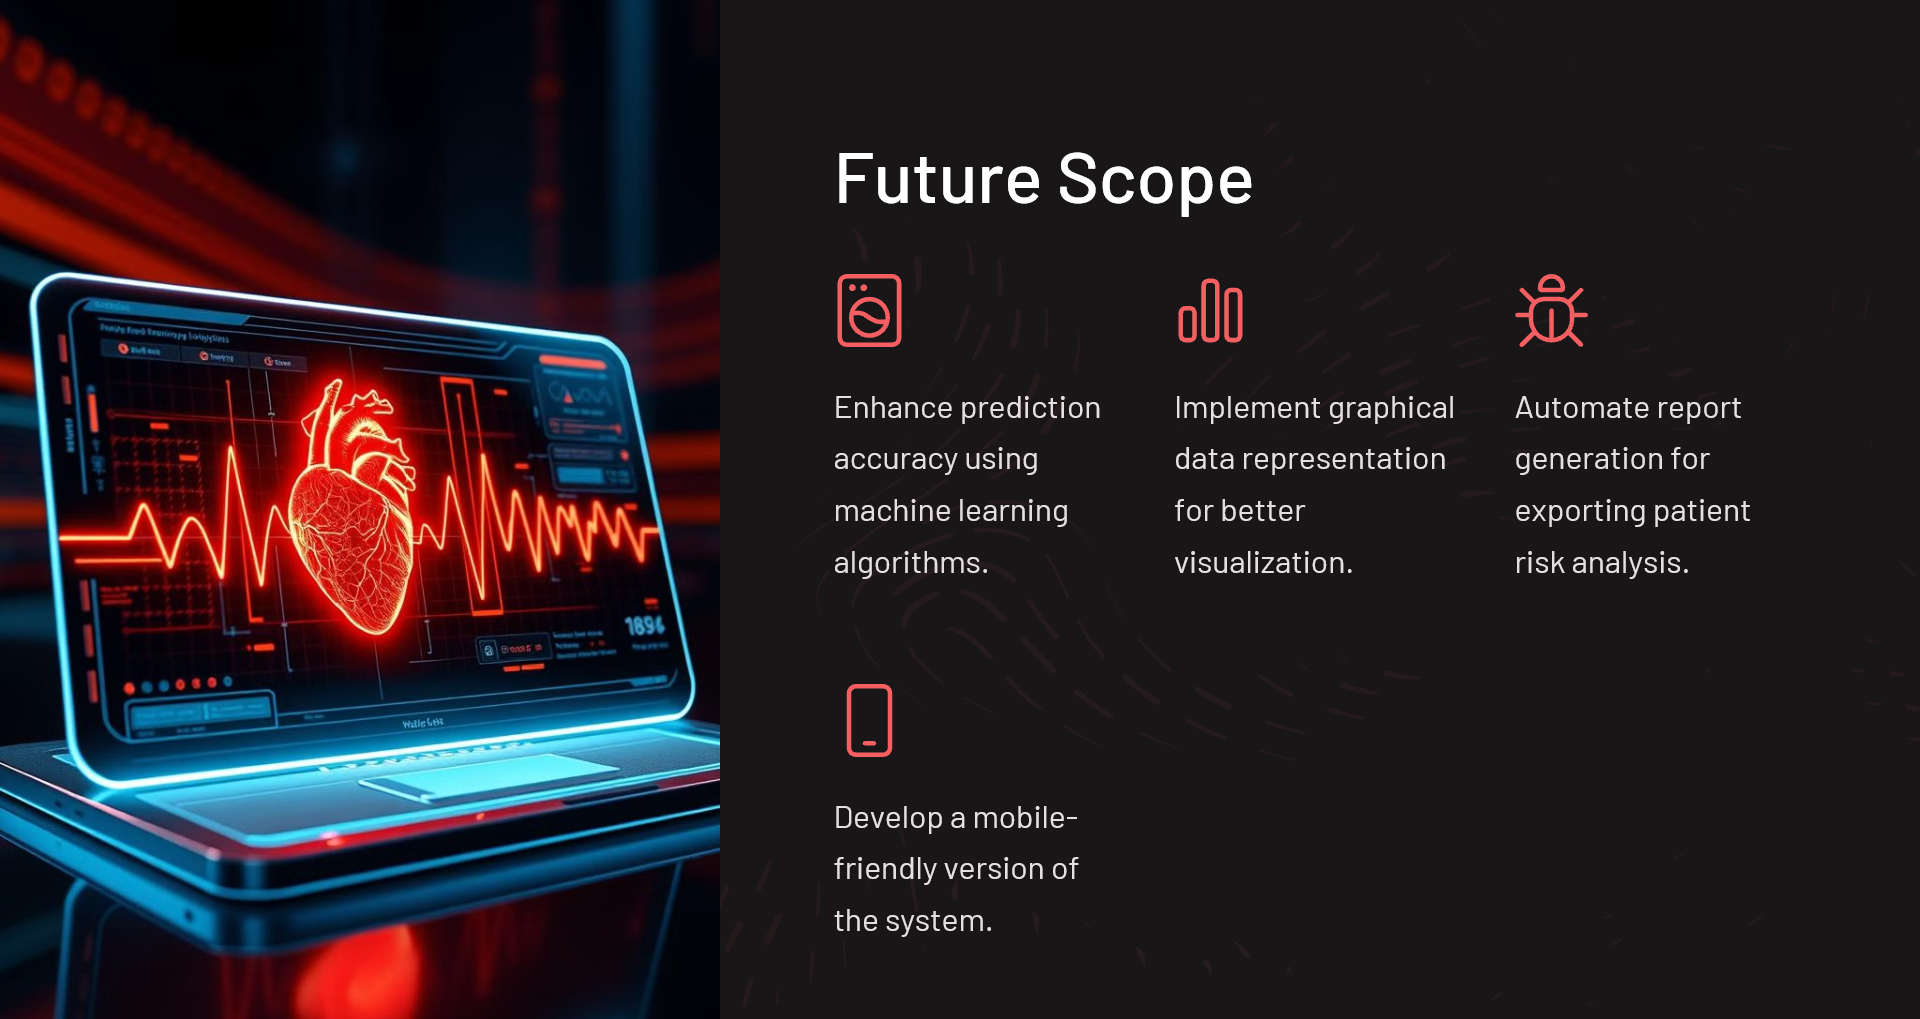 Future Scope
Enhance prediction
accuracy using
machine learning
algorithms.
Implement graphical
data representation
for better
visualization.
Automate report
generation for
exporting patient
risk analysis.
Develop a mobile-
friendly version of
the system.
1894